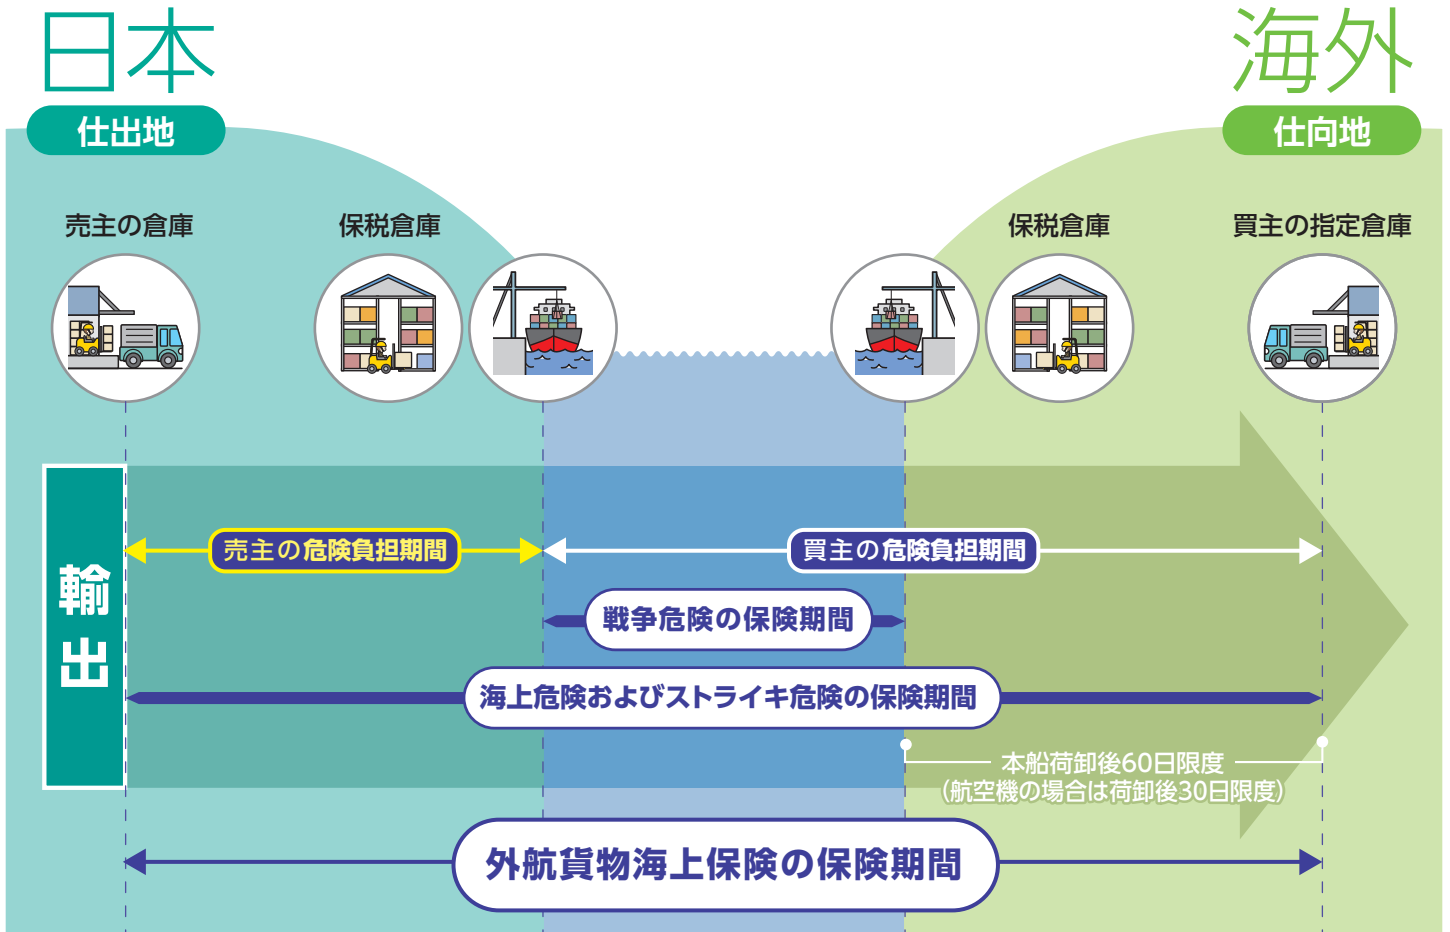 日本
海外
仕出地
仕向地
売主の倉庫
保税倉庫
保税倉庫
買主の指定倉庫
輸出
売主の危険負担期間
買主の危険負担期間
戦争危険の保険期間
海上危険およびストライキ危険の保険期間
本船荷卸後60日限度
(航空機の場合は荷卸後30日限度)
外航貨物海上保険の保険期間